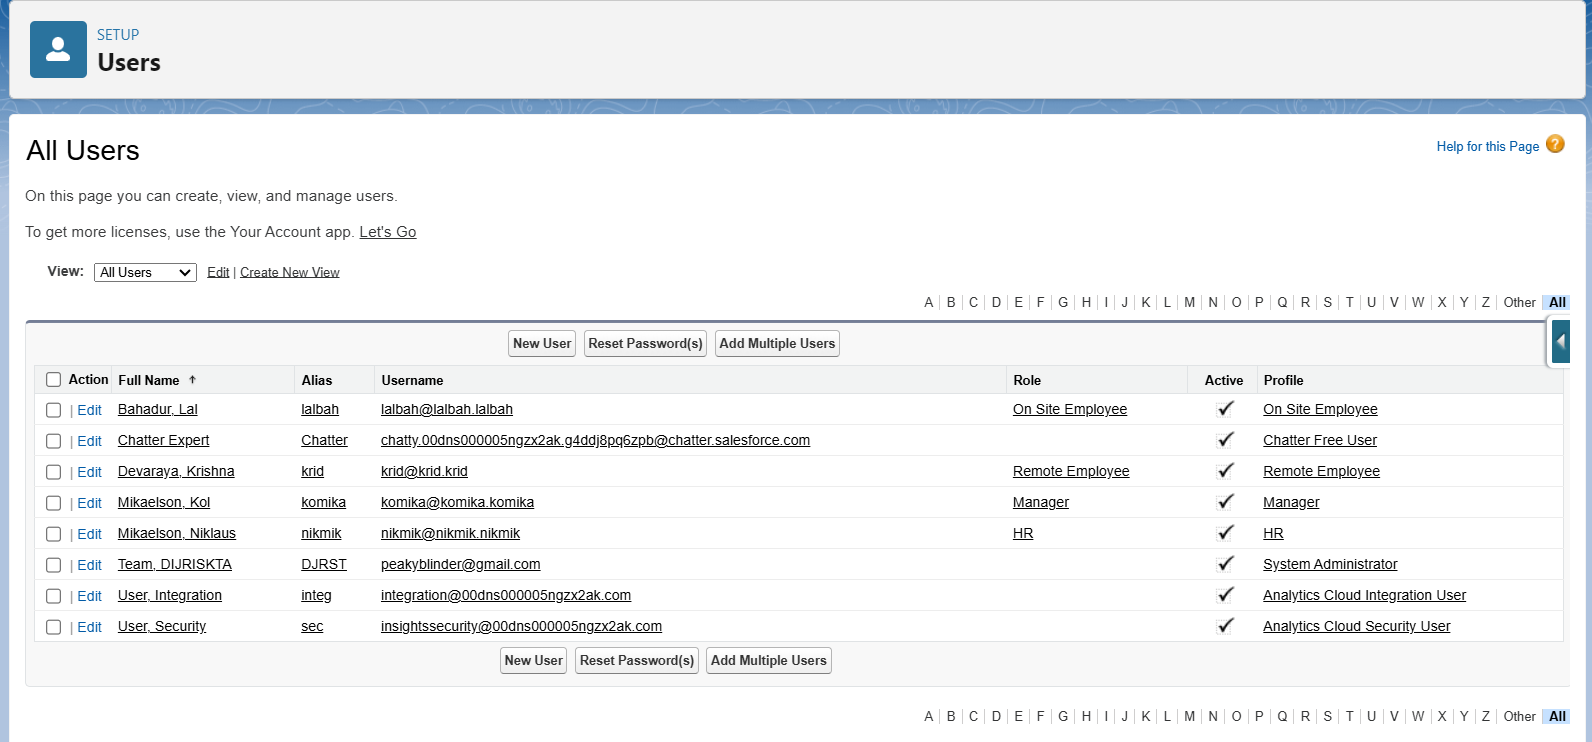 SETUP
Users
All Users
Help for this Page ?
On this page you can create, view, and manage users.
To get more licenses, use the Your Account app. Let's Go
View: All Users Edit | Create New View
A | B | C | D | E | F | G | H | I | J | K | L | M | N | O | P | Q | R | S | T | U | V | W | X | Y | Z | Other | All
New User Reset Password(s) Add Multiple Users
Action Full Name ↑ Alias Username Role Active Profile
| Edit Bahadur, Lal lalbah lalbah@lalbah.lalbah On Site Employee ✓ On Site Employee
| Edit Chatter Expert Chatter chatty.00dns000005ngzx2ak.g4ddj8pq6zpb@chatter.salesforce.com ✓ Chatter Free User
| Edit Devaraya, Krishna krid krid@krid.krid Remote Employee ✓ Remote Employee
| Edit Mikaelson, Kol komika komika@komika.komika Manager ✓ Manager
| Edit Mikaelson, Niklaus nikmik nikmik@nikmik.nikmik HR ✓ HR
| Edit Team, DIJRISKTA DJRST peakyblinder@gmail.com ✓ System Administrator
| Edit User, Integration integ integration@00dns000005ngzx2ak.com ✓ Analytics Cloud Integration User
| Edit User, Security sec insightssecurity@00dns000005ngzx2ak.com ✓ Analytics Cloud Security User
New User Reset Password(s) Add Multiple Users
A | B | C | D | E | F | G | H | I | J | K | L | M | N | O | P | Q | R | S | T | U | V | W | X | Y | Z | Other | All